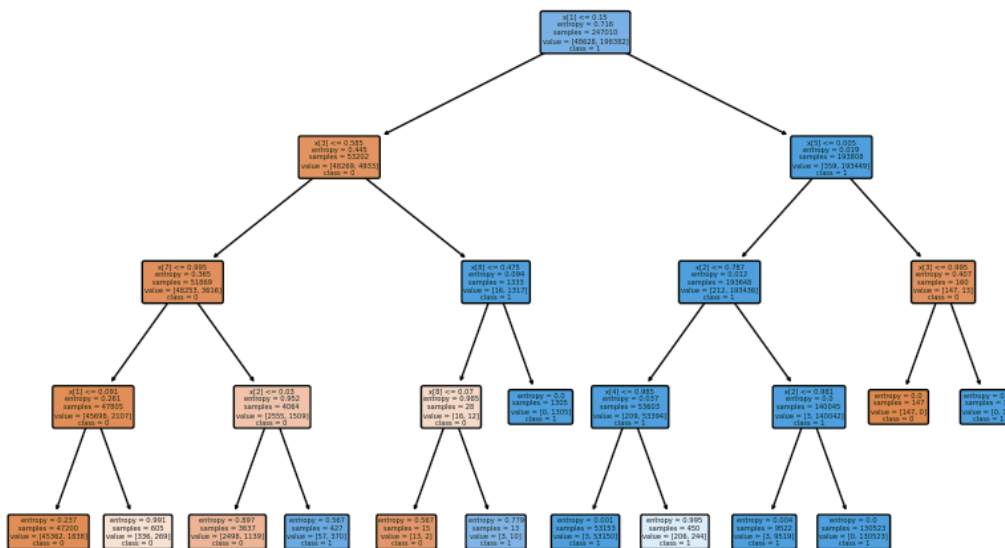 x[1] <= 0.15
entropy = 0.716
samples = 247010
value = [48628, 198382]
class = 1
x[3] <= 0.585
entropy = 0.445
samples = 53202
value = [48269, 4933]
class = 0
x[5] <= 0.005
entropy = 0.019
samples = 193808
value = [359, 193449]
class = 1
x[7] <= 0.995
entropy = 0.365
samples = 51869
value = [48253, 3616]
class = 0
x[8] <= 0.475
entropy = 0.094
samples = 1333
value = [16, 1317]
class = 1
x[2] <= 0.787
entropy = 0.012
samples = 193648
value = [212, 193436]
class = 1
x[3] <= 0.995
entropy = 0.407
samples = 160
value = [147, 13]
class = 0
x[1] <= 0.091
entropy = 0.261
samples = 47805
value = [45698, 2107]
class = 0
x[2] <= 0.03
entropy = 0.952
samples = 4064
value = [2555, 1509]
class = 0
x[8] <= 0.07
entropy = 0.985
samples = 28
value = [16, 12]
class = 0
entropy = 0.0
samples = 1305
value = [0, 1305]
class = 1
x[4] <= 0.985
entropy = 0.037
samples = 53603
value = [209, 53394]
class = 1
x[2] <= 0.981
entropy = 0.0
samples = 140045
value = [3, 140042]
class = 1
entropy = 0.0
samples = 147
value = [147, 0]
class = 0
entropy = 0.237
samples = 47200
value = [45362, 1838]
class = 0
entropy = 0.991
samples = 605
value = [336, 269]
class = 0
entropy = 0.897
samples = 3637
value = [2498, 1139]
class = 0
entropy = 0.567
samples = 427
value = [57, 370]
class = 1
entropy = 0.567
samples = 15
value = [13, 2]
class = 0
entropy = 0.779
samples = 13
value = [3, 10]
class = 1
entropy = 0.001
samples = 53153
value = [3, 53150]
class = 1
entropy = 0.995
samples = 450
value = [206, 244]
class = 1
entropy = 0.004
samples = 9522
value = [3, 9519]
class = 1
entropy = 0.0
samples = 130523
value = [0, 130523]
class = 1